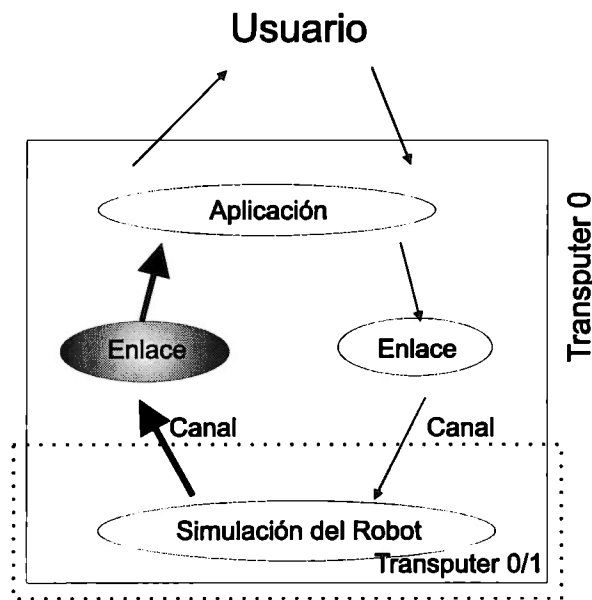 Usuario
Aplicación
Transputer 0
Enlace
Enlace
Canal
Canal
Simulación del Robot
Transputer 0/1